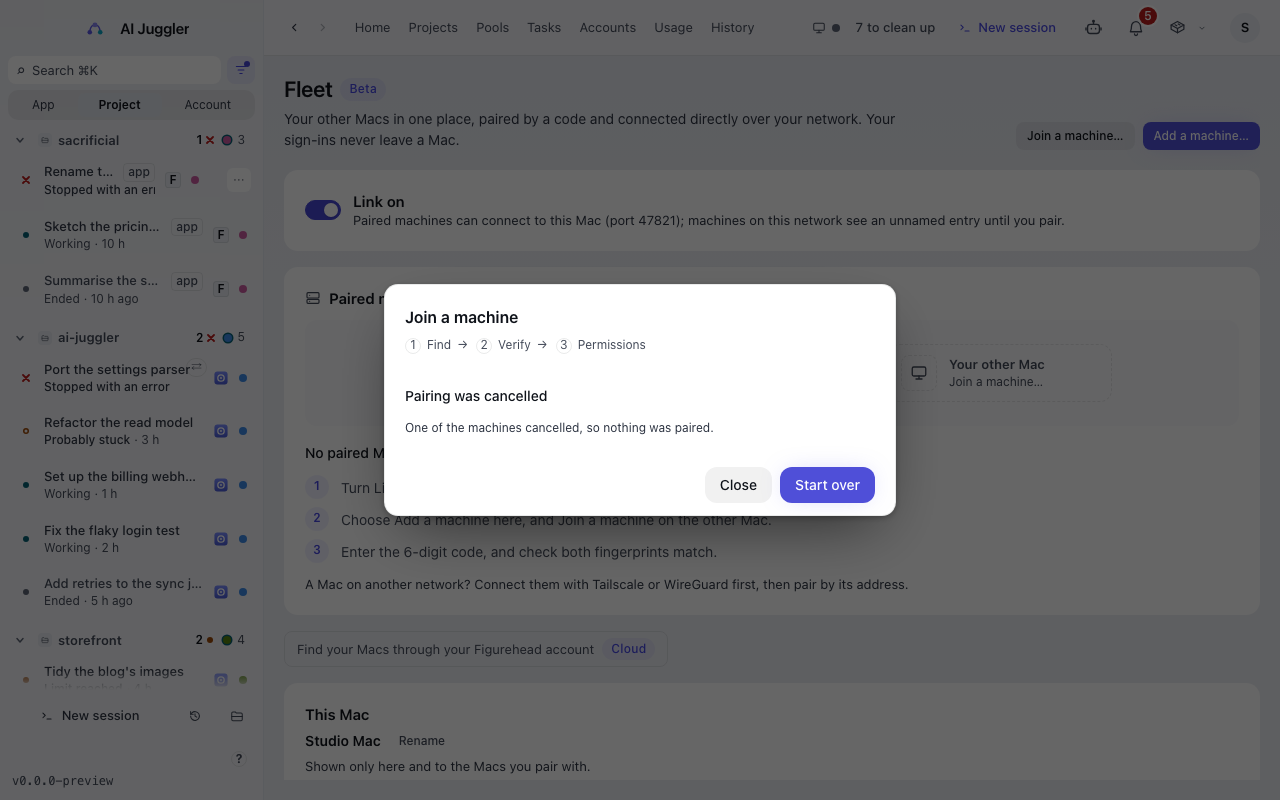 AI Juggler
Search ⌘K
App Project Account
sacrificial 1 3
Rename t... app F
Stopped with an err
Sketch the pricin... app F
Working · 10 h
Summarise the s... app F
Ended · 10 h ago
ai-juggler 2 5
Port the settings parser
Stopped with an error
Refactor the read model
Probably stuck · 3 h
Set up the billing webh...
Working · 1 h
Fix the flaky login test
Working · 2 h
Add retries to the sync j...
Ended · 5 h ago
storefront 2 4
Tidy the blog's images
New session
?
v0.0.0-preview
Home Projects Pools Tasks Accounts Usage History 7 to clean up New session 5 S
Fleet Beta
Your other Macs in one place, paired by a code and connected directly over your network. Your
sign-ins never leave a Mac.
Join a machine... Add a machine...
Link on
Paired machines can connect to this Mac (port 47821); machines on this network see an unnamed entry until you pair.
Paired
Your other Mac
Join a machine...
Join a machine
1 Find → 2 Verify → 3 Permissions
Pairing was cancelled
One of the machines cancelled, so nothing was paired.
Close Start over
No paired
1 Turn
2 Choose Add a machine here, and Join a machine on the other Mac.
3 Enter the 6-digit code, and check both fingerprints match.
A Mac on another network? Connect them with Tailscale or WireGuard first, then pair by its address.
Find your Macs through your Figurehead account Cloud
This Mac
Studio Mac Rename
Shown only here and to the Macs you pair with.